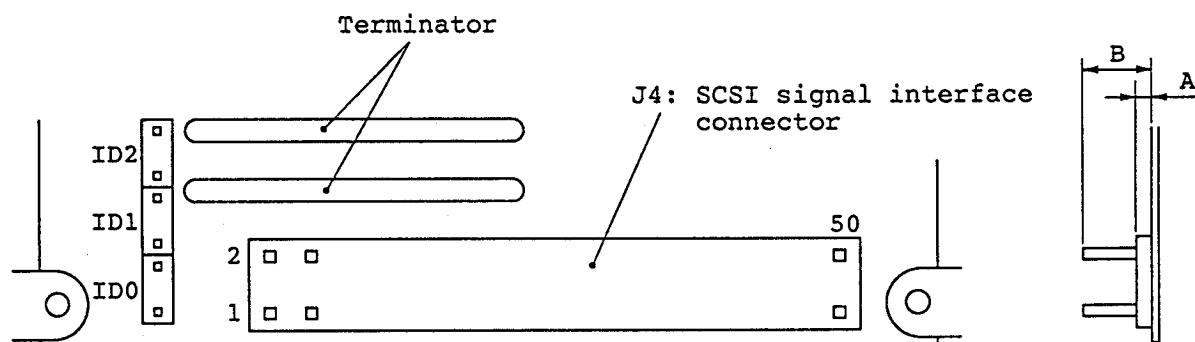 Terminator
B
A
J4: SCSI signal interface
connector
ID2
ID1
ID0
50
2
1